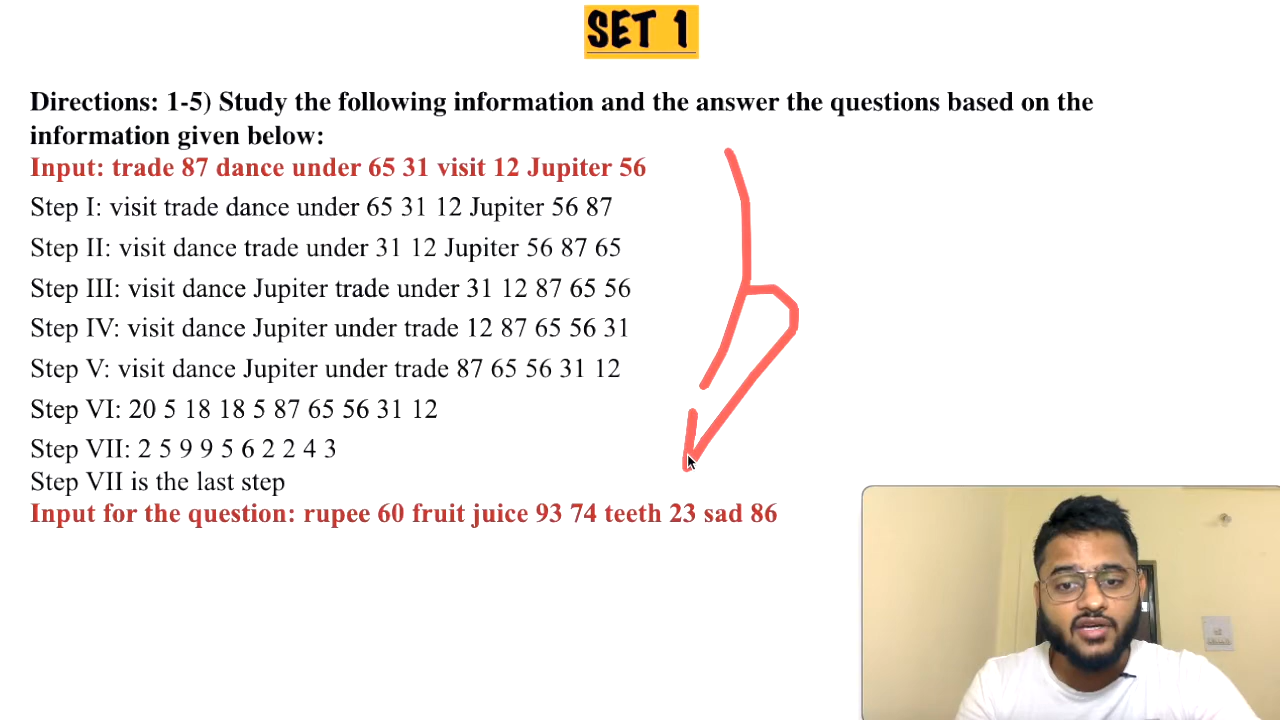 SET 1
Directions: 1-5) Study the following information and the answer the questions based on the
information given below:
Input: trade 87 dance under 65 31 visit 12 Jupiter 56
Step I: visit trade dance under 65 31 12 Jupiter 56 87
Step II: visit dance trade under 31 12 Jupiter 56 87 65
Step III: visit dance Jupiter trade under 31 12 87 65 56
Step IV: visit dance Jupiter under trade 12 87 65 56 31
Step V: visit dance Jupiter under trade 87 65 56 31 12
Step VI: 20 5 18 18 5 87 65 56 31 12
Step VII: 2 5 9 9 5 6 2 2 4 3
Step VII is the last step
Input for the question: rupee 60 fruit juice 93 74 teeth 23 sad 86